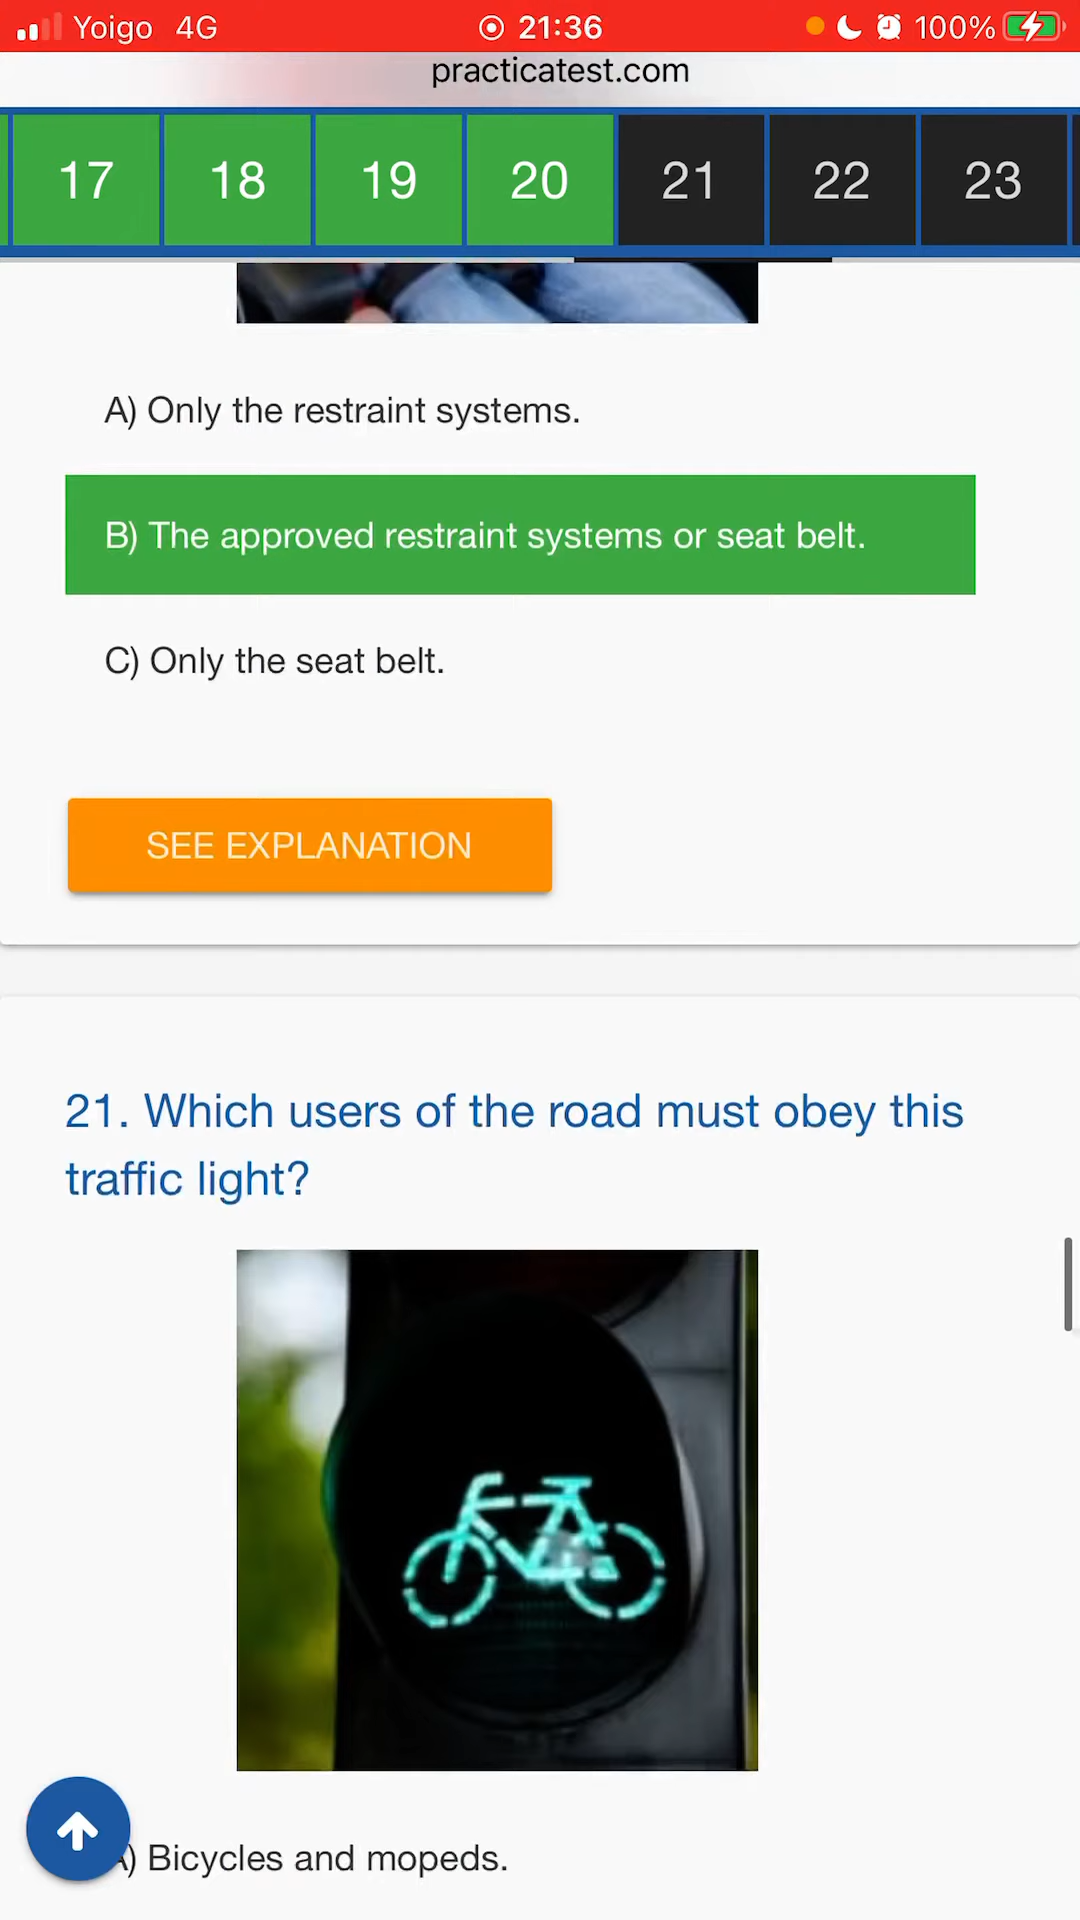 Yoigo 4G 21:36 100%
practicatest.com
17 18 19 20 21 22 23
A) Only the restraint systems.
B) The approved restraint systems or seat belt.
C) Only the seat belt.
SEE EXPLANATION
21. Which users of the road must obey this
traffic light?
A) Bicycles and mopeds.